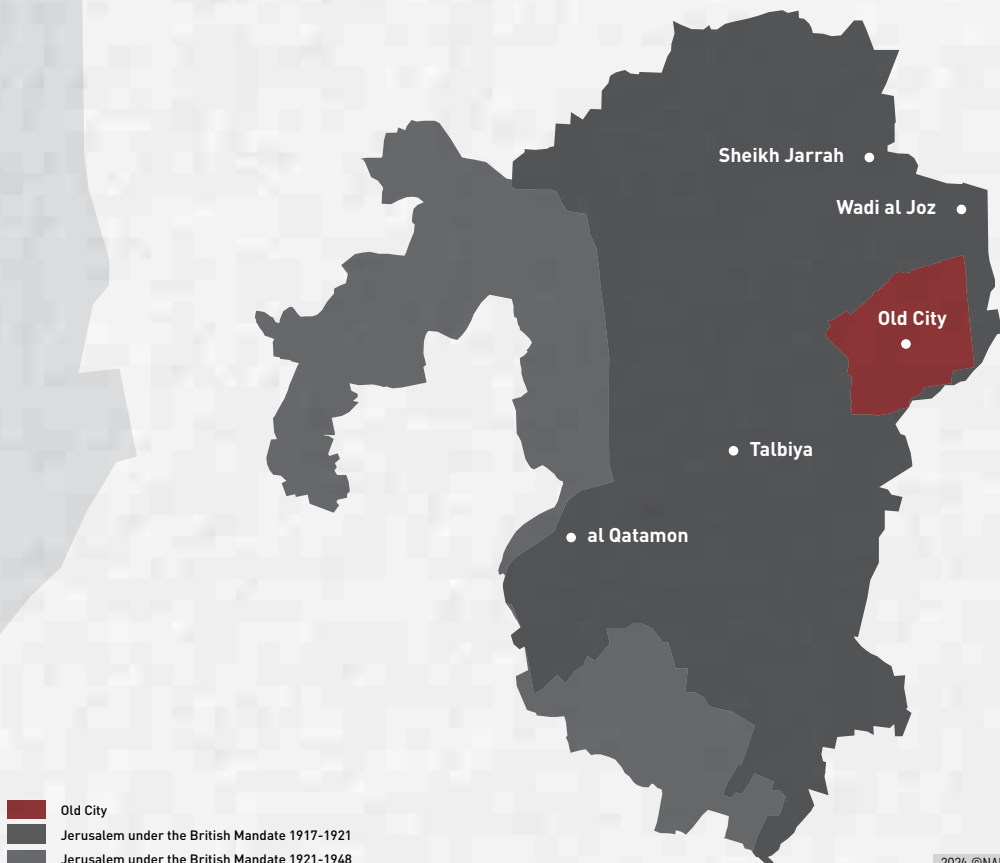 Sheikh Jarrah
Wadi al Joz
Old City
Talbiya
al Qatamon
Old City
Jerusalem under the British Mandate 1917-1921
Jerusalem under the British Mandate 1921-1948
2024